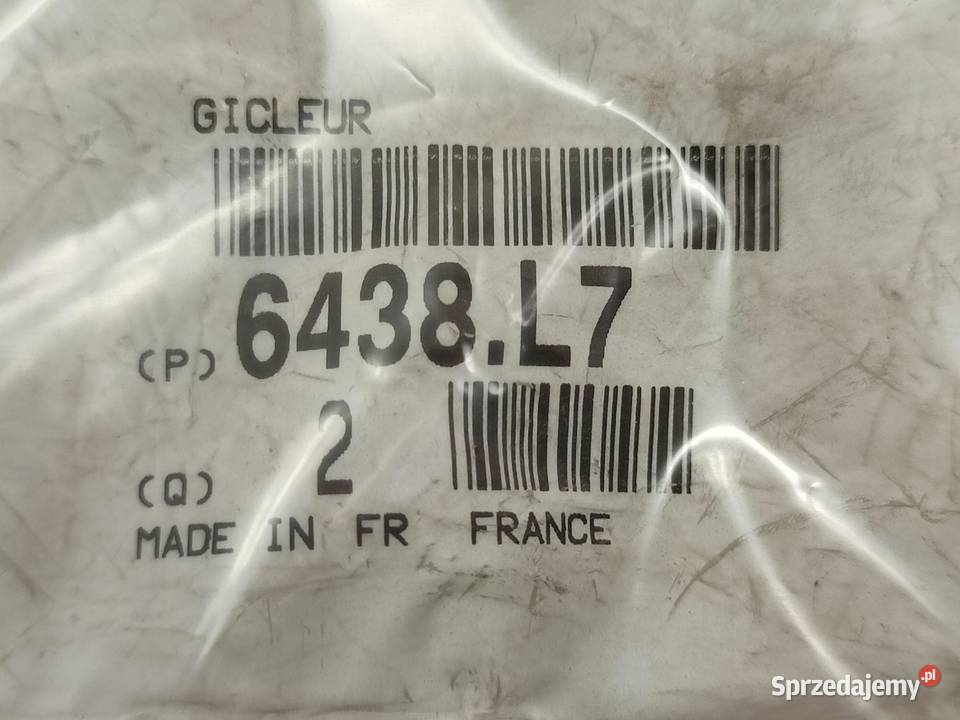 GICLEUR
(P) 6438.L7
(Q) 2
MADE IN FR FRANCE
Sprzedajemy.pl